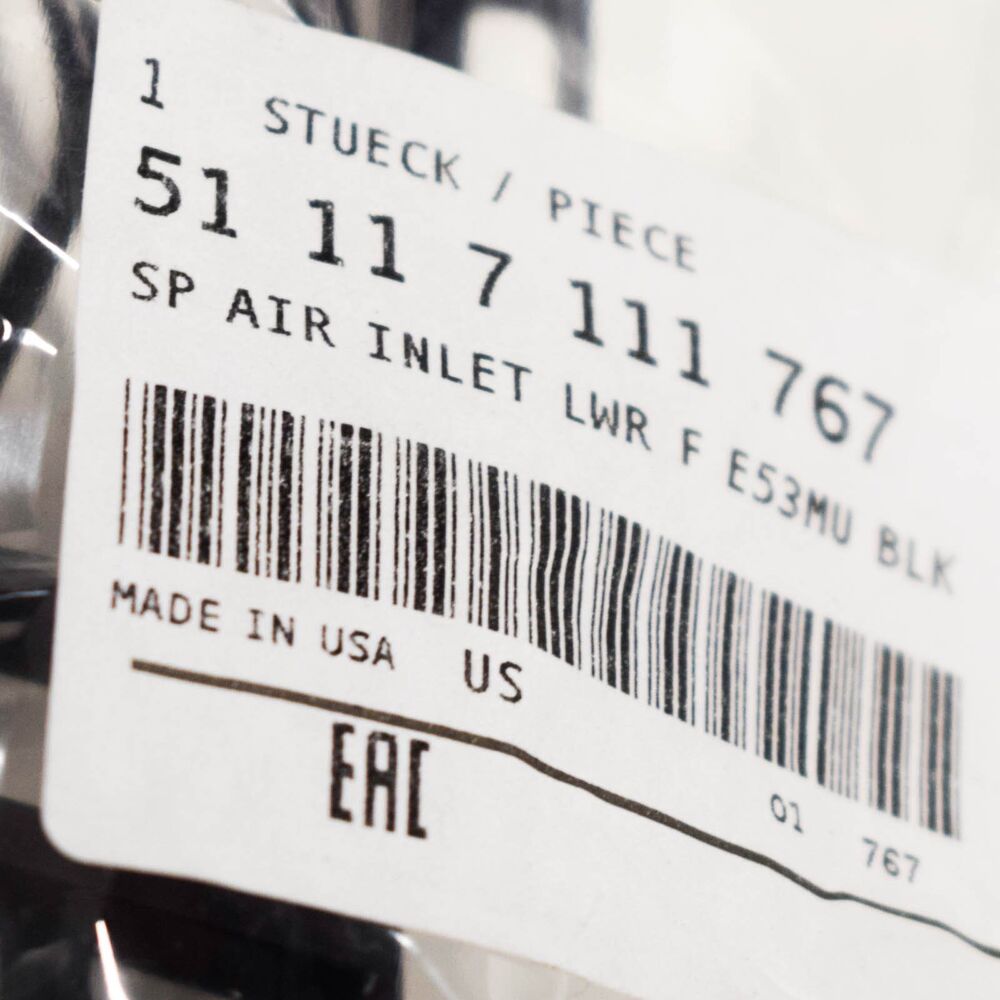 1 STUECK / PIECE
51 11 7 111 767
SP AIR INLET LWR F E53MU BLK
MADE IN USA US
EAC
01 767